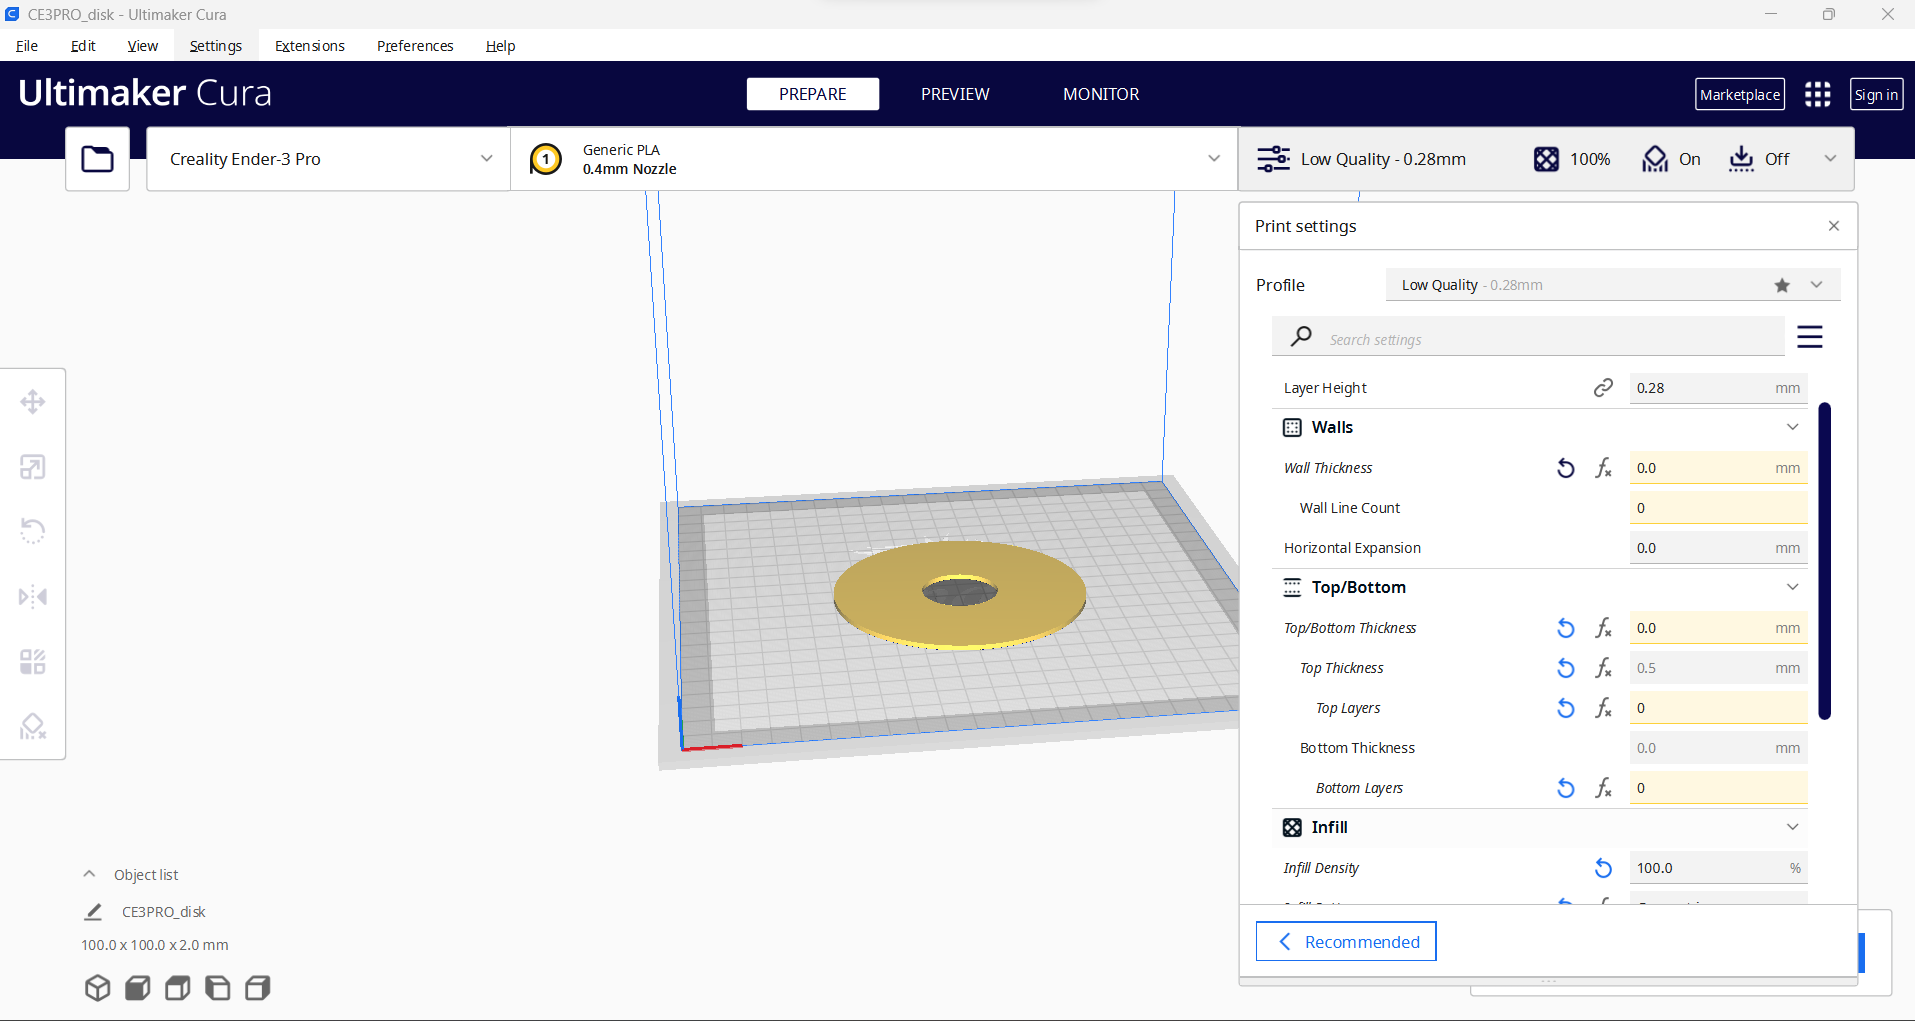 CE3PRO_disk - Ultimaker Cura
File Edit View Settings Extensions Preferences Help
Ultimaker Cura
PREPARE PREVIEW MONITOR
Marketplace Sign in
Creality Ender-3 Pro
1
Generic PLA
0.4mm Nozzle
Low Quality - 0.28mm 100% On Off
Print settings
Profile Low Quality - 0.28mm
Search settings
Layer Height 0.28 mm
Walls
Wall Thickness 0.0 mm
Wall Line Count 0
Horizontal Expansion 0.0 mm
Top/Bottom
Top/Bottom Thickness 0.0 mm
Top Thickness 0.5 mm
Top Layers 0
Bottom Thickness 0.0 mm
Bottom Layers 0
Infill
Infill Density 100.0 %
Recommended
Object list
CE3PRO_disk
100.0 x 100.0 x 2.0 mm